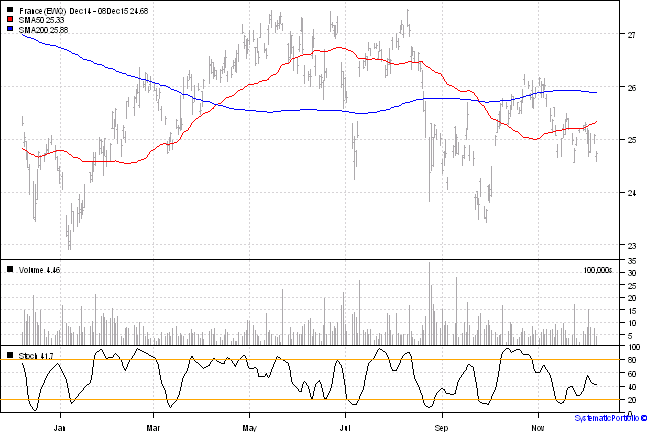 France (EWQ) Dec14 - 08Dec15 24.68
SMA50 25.33
SMA200 25.88
27
26
25
24
23
Volume 4.46
100,000s
35
30
25
20
15
10
5
Stoch 41.7
100
80
60
40
20
0
Jan Mar May Jul Sep Nov
SystematicPortfolio ©